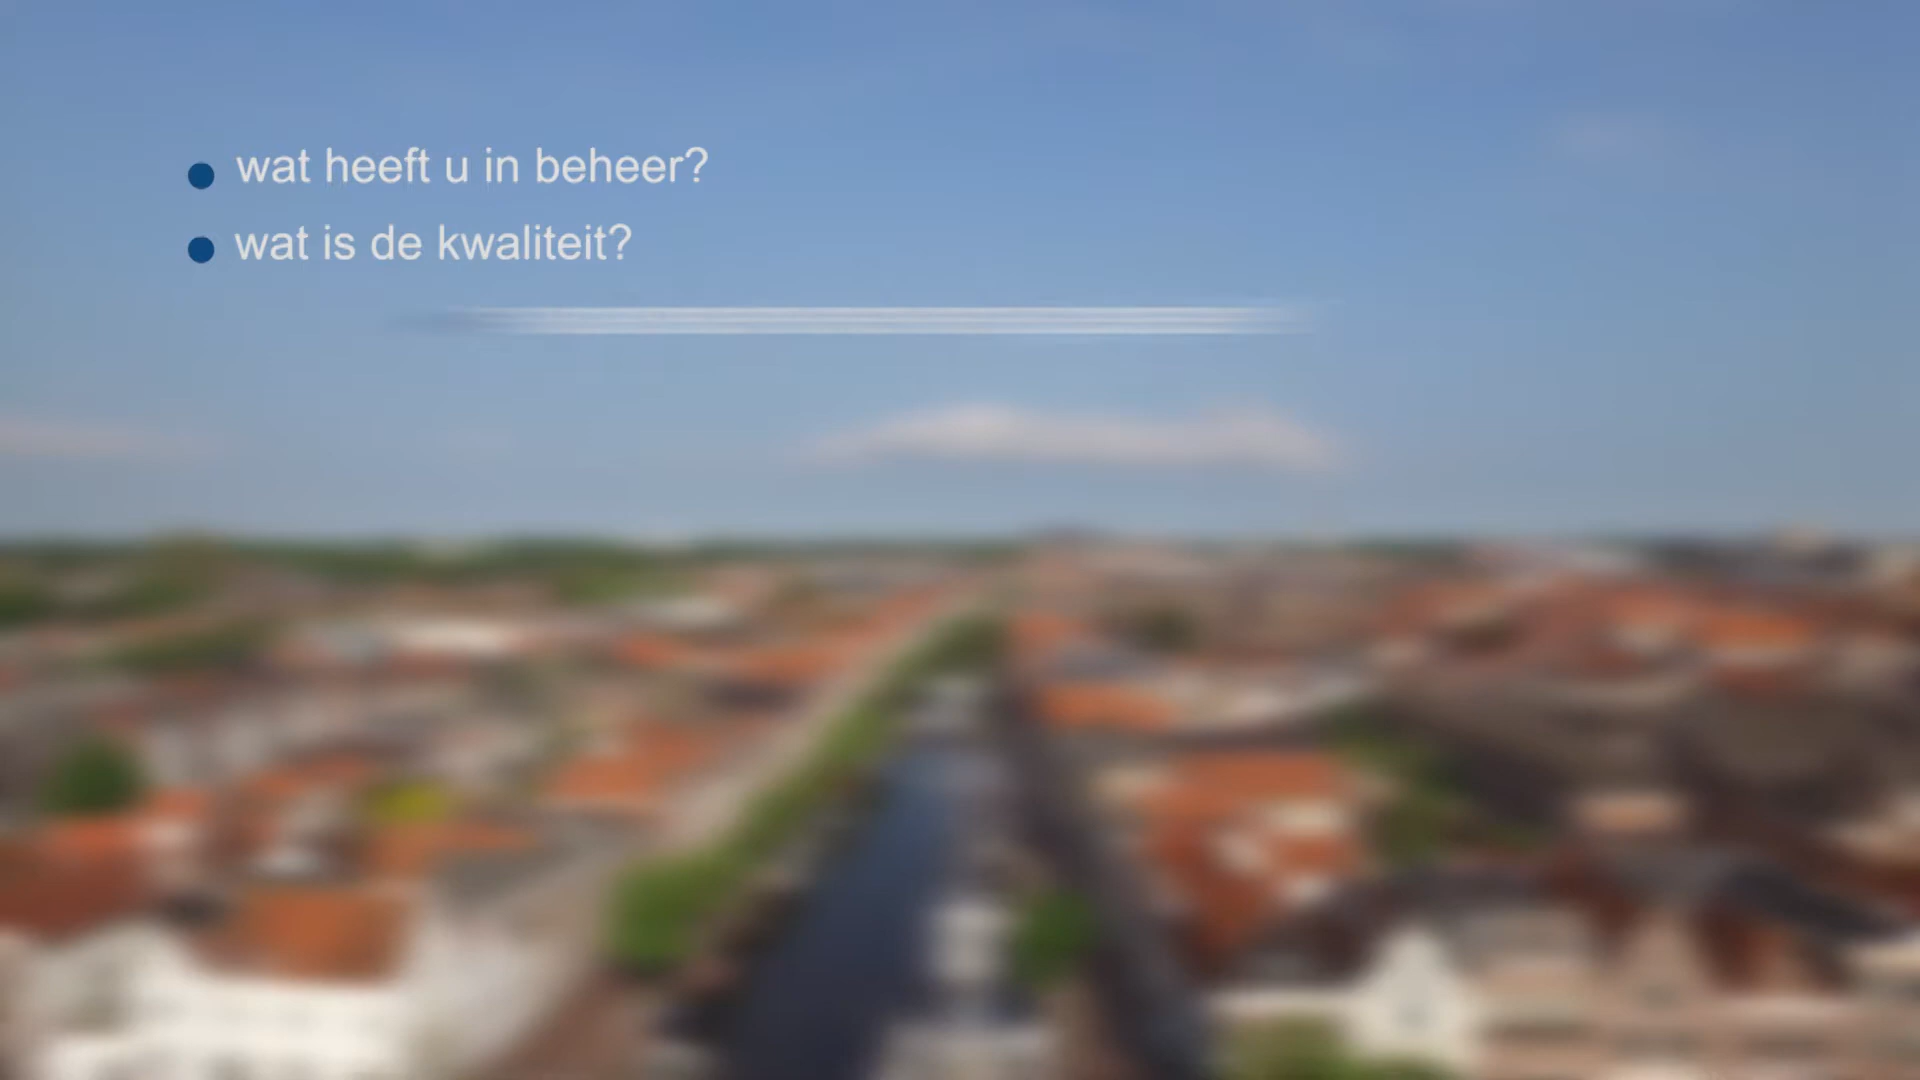 wat heeft u in beheer?
wat is de kwaliteit?